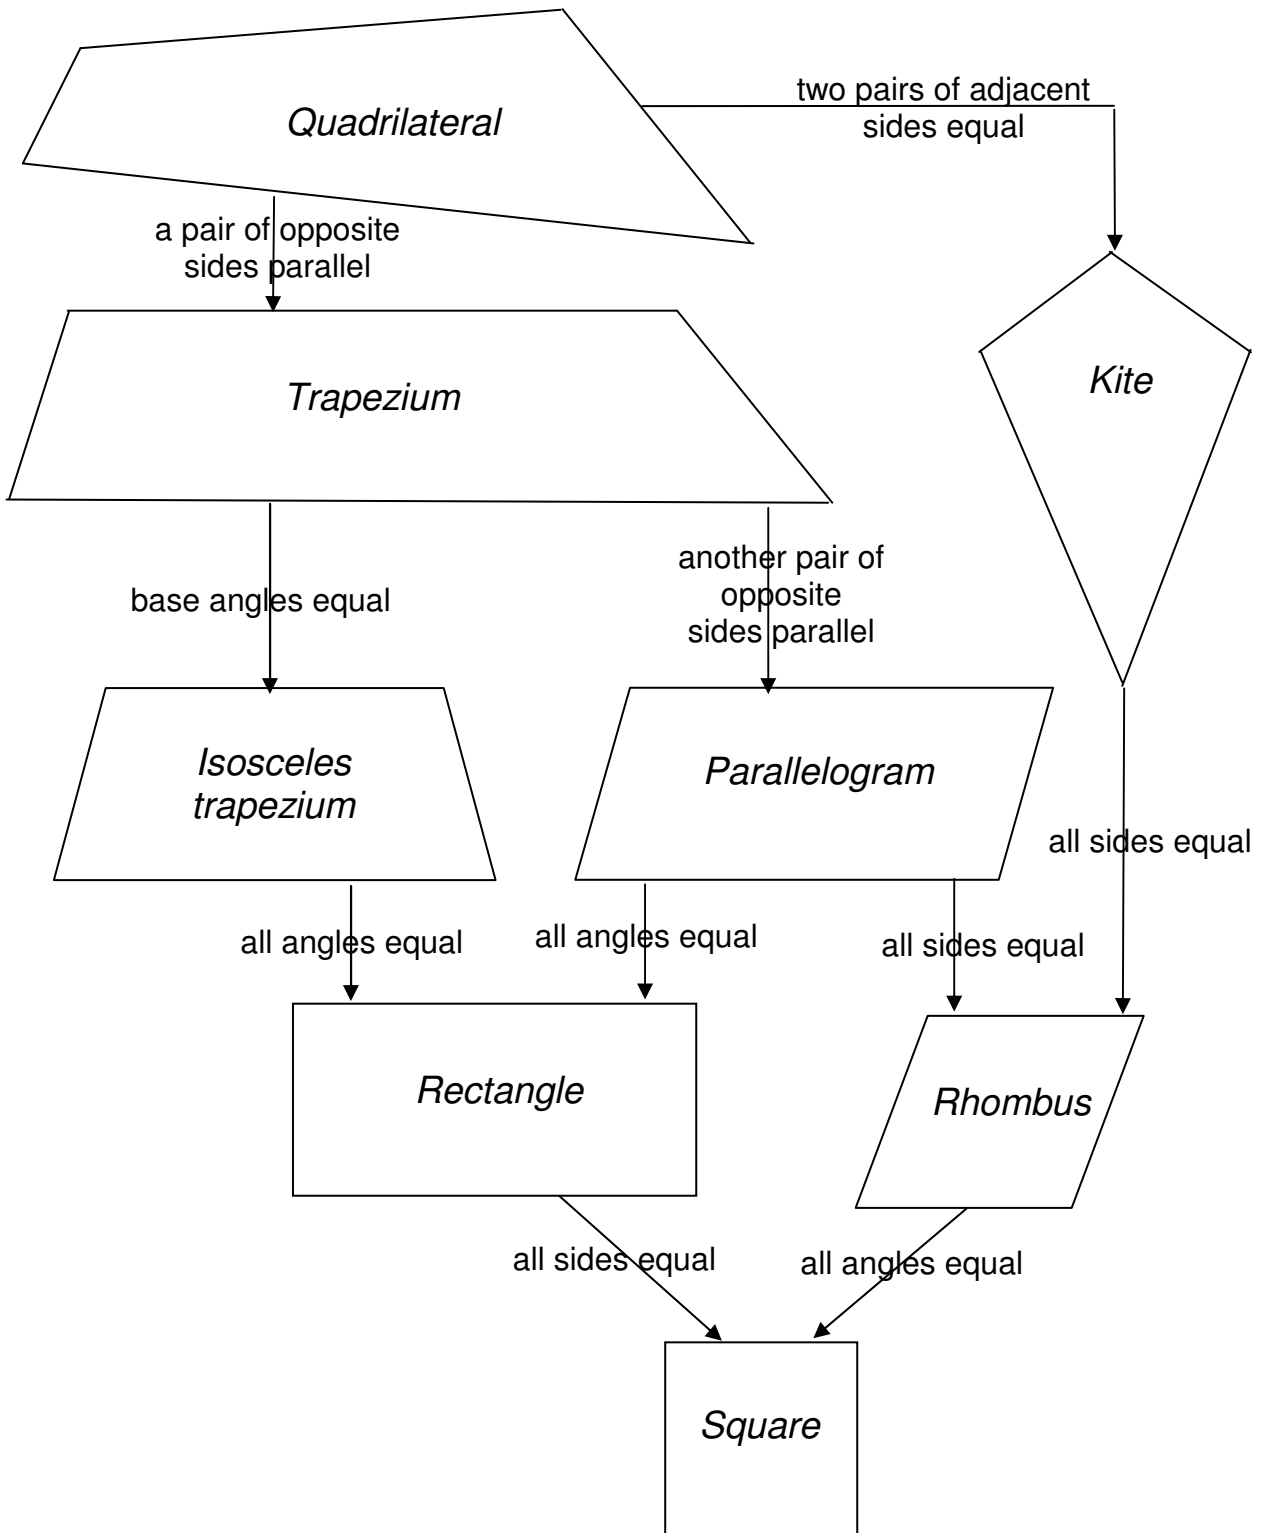 two pairs of adjacent
sides equal
Quadrilateral
a pair of opposite
sides parallel
Trapezium
Kite
another pair of
opposite
sides parallel
base angles equal
Isosceles
trapezium
Parallelogram
all sides equal
all angles equal
all angles equal
all sides equal
Rectangle
Rhombus
all sides equal
all angles equal
Square